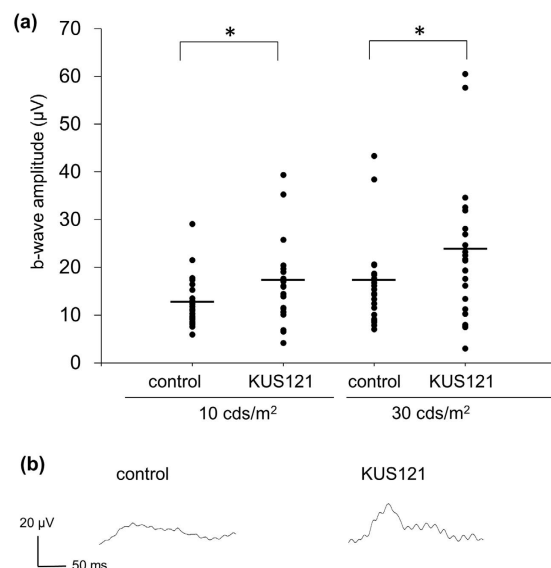 (a)
b-wave amplitude (μV)
70
60
50
40
30
20
10
0
*
*
control KUS121 control KUS121
10 cds/m² 30 cds/m²
(b)
control KUS121
20 μV
50 ms